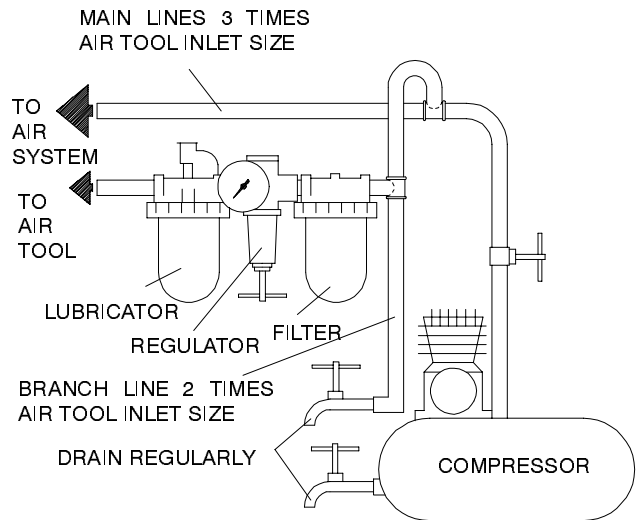 MAIN LINES 3 TIMES
AIR TOOL INLET SIZE
TO
AIR
SYSTEM
TO
AIR
TOOL
LUBRICATOR
REGULATOR
FILTER
BRANCH LINE 2 TIMES
AIR TOOL INLET SIZE
DRAIN REGULARLY
COMPRESSOR